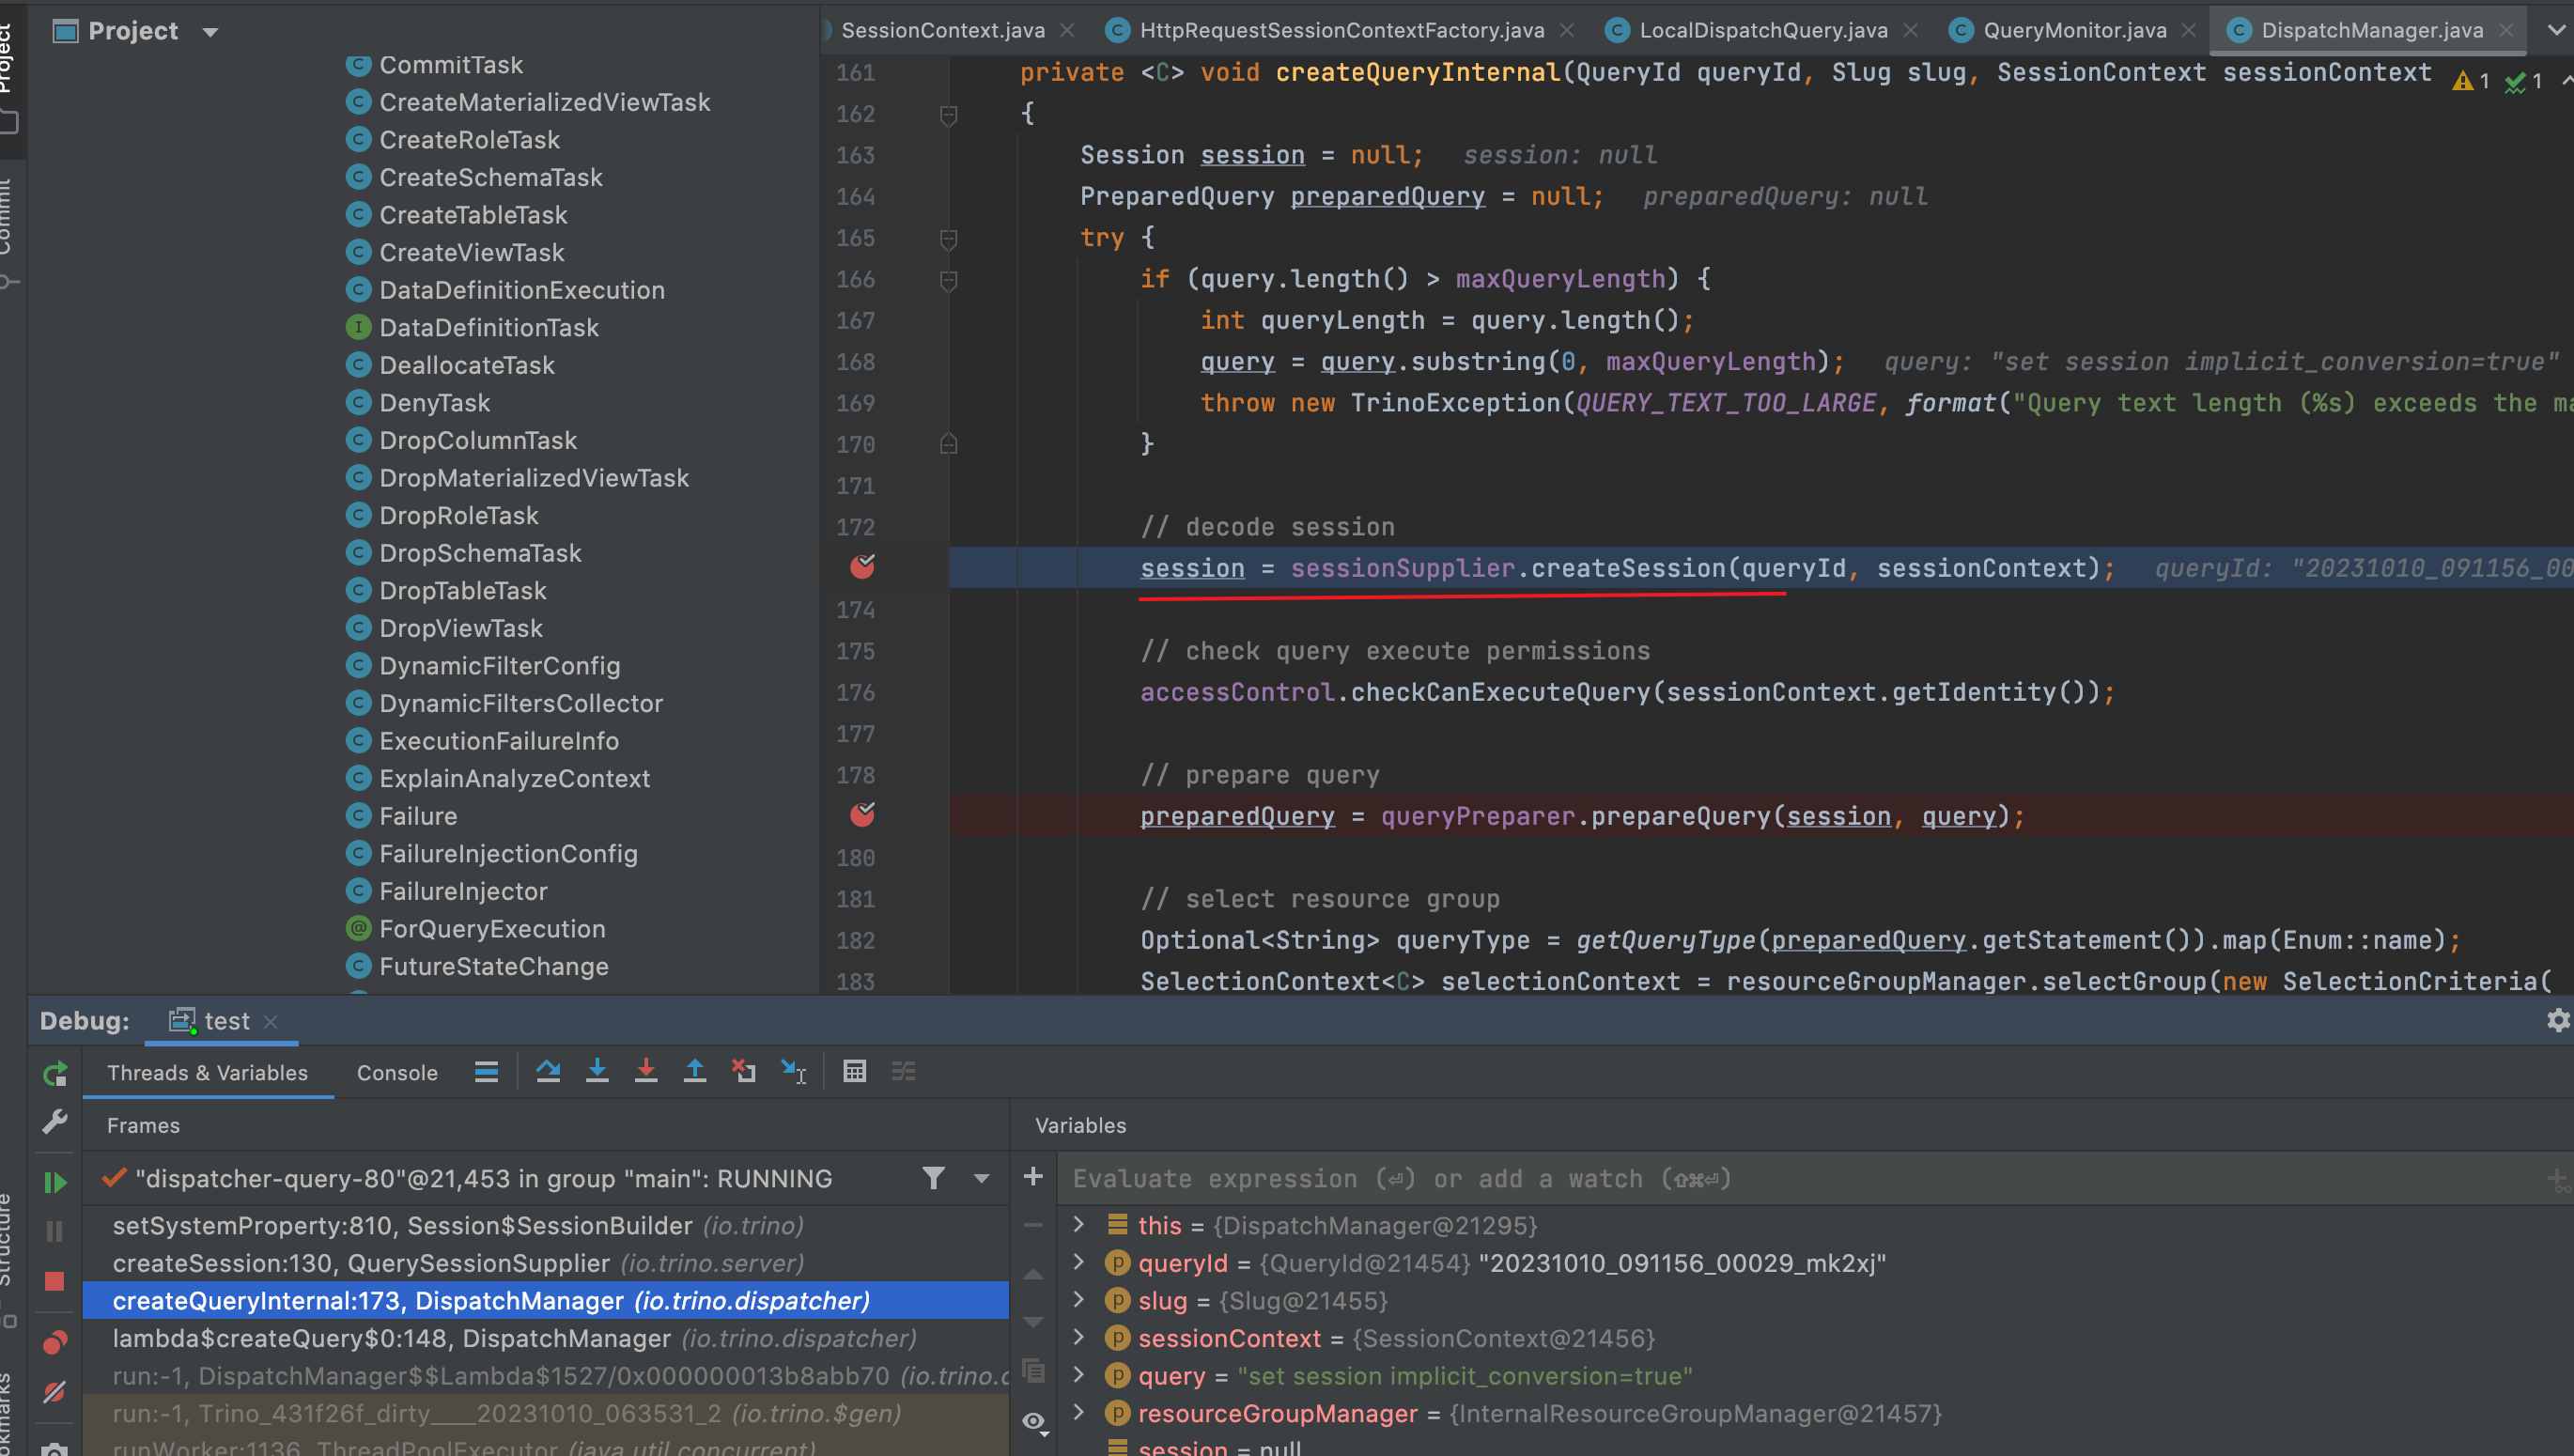 Project
SessionContext.java
HttpRequestSessionContextFactory.java
LocalDispatchQuery.java
QueryMonitor.java
DispatchManager.java
Project
Commit
Structure
CommitTask
CreateMaterializedViewTask
CreateRoleTask
CreateSchemaTask
CreateTableTask
CreateViewTask
DataDefinitionExecution
DataDefinitionTask
DeallocateTask
DenyTask
DropColumnTask
DropMaterializedViewTask
DropRoleTask
DropSchemaTask
DropTableTask
DropViewTask
DynamicFilterConfig
DynamicFiltersCollector
ExecutionFailureInfo
ExplainAnalyzeContext
Failure
FailureInjectionConfig
FailureInjector
ForQueryExecution
FutureStateChange
161 private <C> void createQueryInternal(QueryId queryId, Slug slug, SessionContext sessionContext
1 1
162 {
163 Session session = null; session: null
164 PreparedQuery preparedQuery = null; preparedQuery: null
165 try {
166 if (query.length() > maxQueryLength) {
167 int queryLength = query.length();
168 query = query.substring(0, maxQueryLength); query: "set session implicit_conversion=true"
169 throw new TrinoException(QUERY_TEXT_TOO_LARGE, format("Query text length (%s) exceeds the
170 }
171
172 // decode session
session = sessionSupplier.createSession(queryId, sessionContext); queryId: "20231010_091156_00
174
175 // check query execute permissions
176 accessControl.checkCanExecuteQuery(sessionContext.getIdentity());
177
178 // prepare query
preparedQuery = queryPreparer.prepareQuery(session, query);
180
181 // select resource group
182 Optional<String> queryType = getQueryType(preparedQuery.getStatement()).map(Enum::name);
183 SelectionContext<C> selectionContext = resourceGroupManager.selectGroup(new SelectionCriteria(
Debug: test
Threads & Variables Console
Frames
"dispatcher-query-80"@21,453 in group "main": RUNNING
setSystemProperty:810, Session$SessionBuilder (io.trino)
createSession:130, QuerySessionSupplier (io.trino.server)
createQueryInternal:173, DispatchManager (io.trino.dispatcher)
lambda$createQuery$0:148, DispatchManager (io.trino.dispatcher)
run:-1, DispatchManager$$Lambda$1527/0x000000013b8abb70 (io.trino.
run:-1, Trino_431f26f_dirty____20231010_063531_2 (io.trino.$gen)
runWorker:1136, ThreadPoolExecutor (java.util.concurrent)
Variables
Evaluate expression (⏎) or add a watch (⇧⌘⏎)
this = {DispatchManager@21295}
queryId = {QueryId@21454} "20231010_091156_00029_mk2xj"
slug = {Slug@21455}
sessionContext = {SessionContext@21456}
query = "set session implicit_conversion=true"
resourceGroupManager = {InternalResourceGroupManager@21457}
session = null